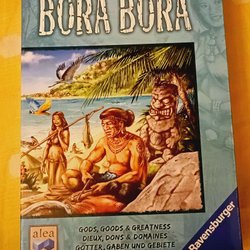 BORA BORA
alea
GODS, GOODS & GREATNESS
DIEUX, DONS & DOMAINES
GÖTTER, GABEN UND GEBIETE
Ravensburger